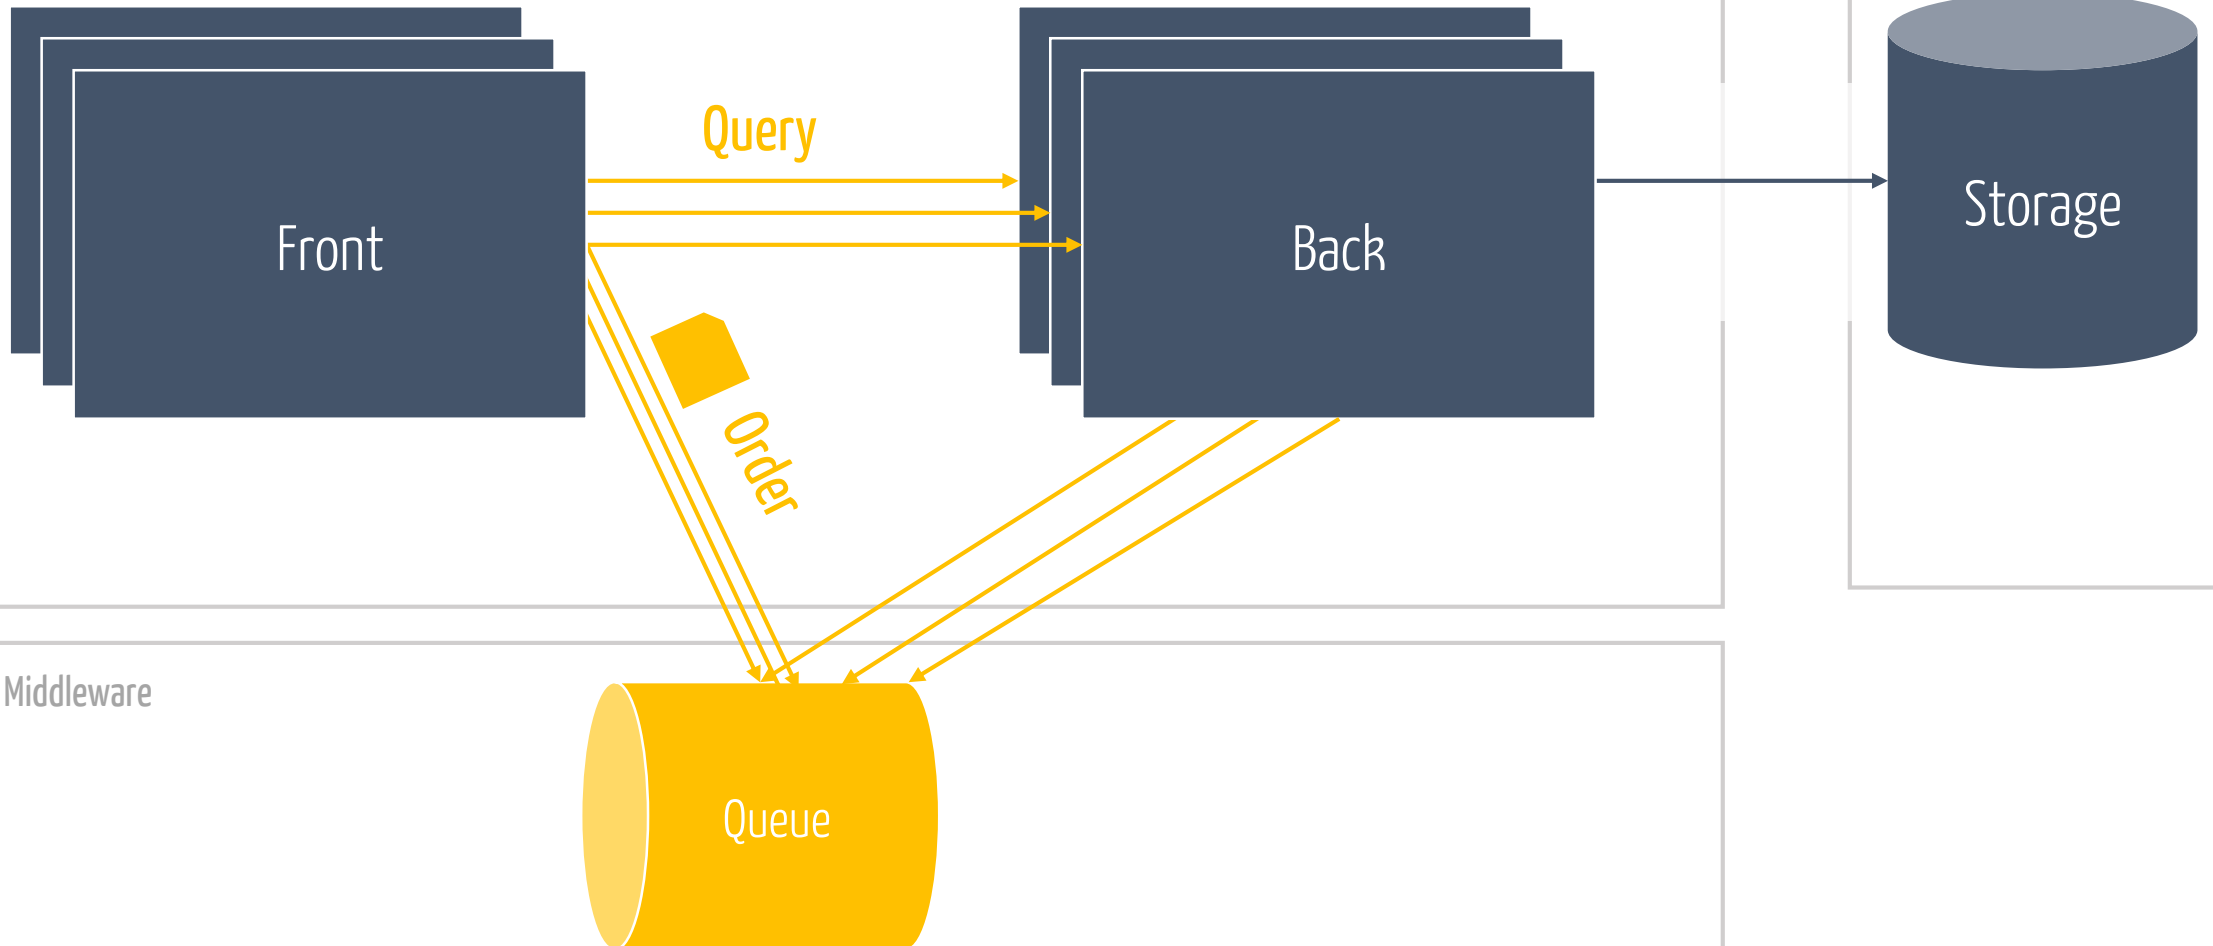 Query
Front
Back
Storage
Order
Middleware
Queue